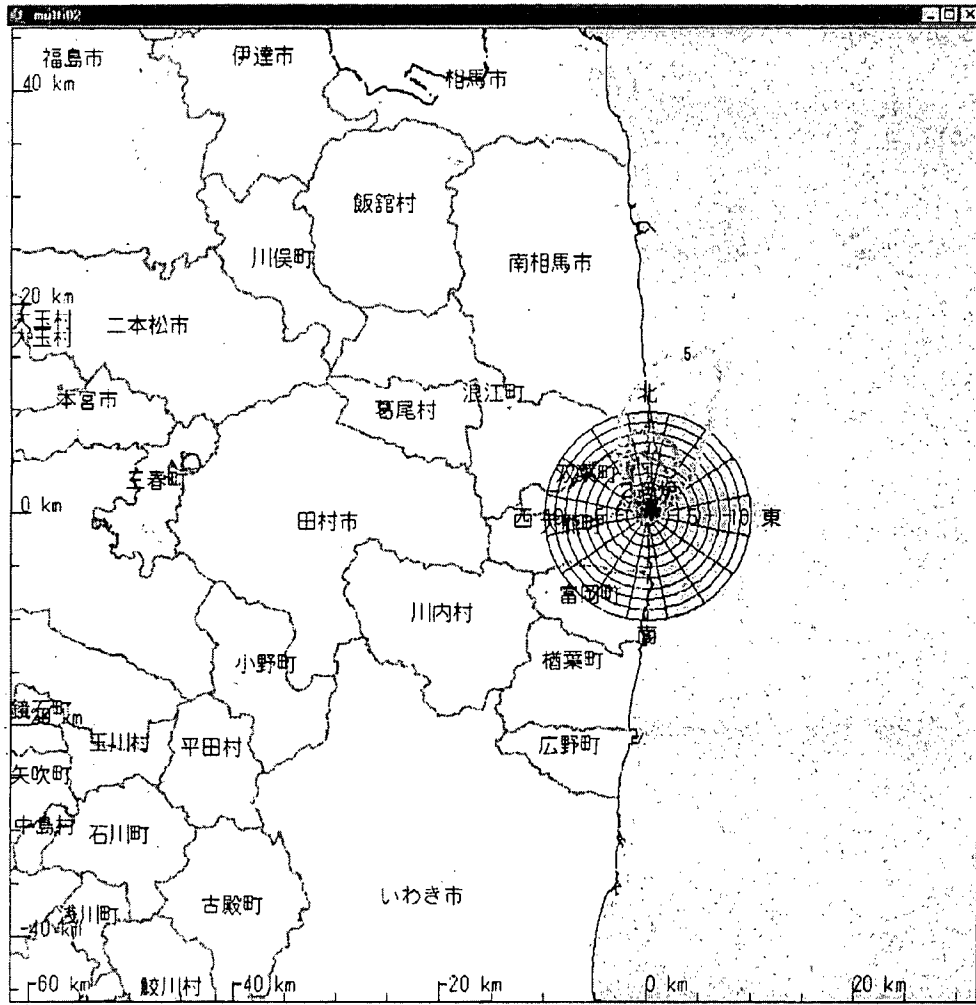 multi02
福島市
伊達市
相馬市
40 km
飯舘村
川俣町
南相馬市
20 km
大玉村
大玉村
二本松市
5
北
本宮市
葛尾村
浪江町
双葉町
三春町
0 km
田村市
西
5
10
東
川内村
富岡町
南
小野町
楢葉町
鏡石町
玉川村
平田村
広野町
矢吹町
中島村
石川町
浅川町
古殿町
いわき市
-40 km
鮫川村
-60 km
-40 km
-20 km
0 km
20 km